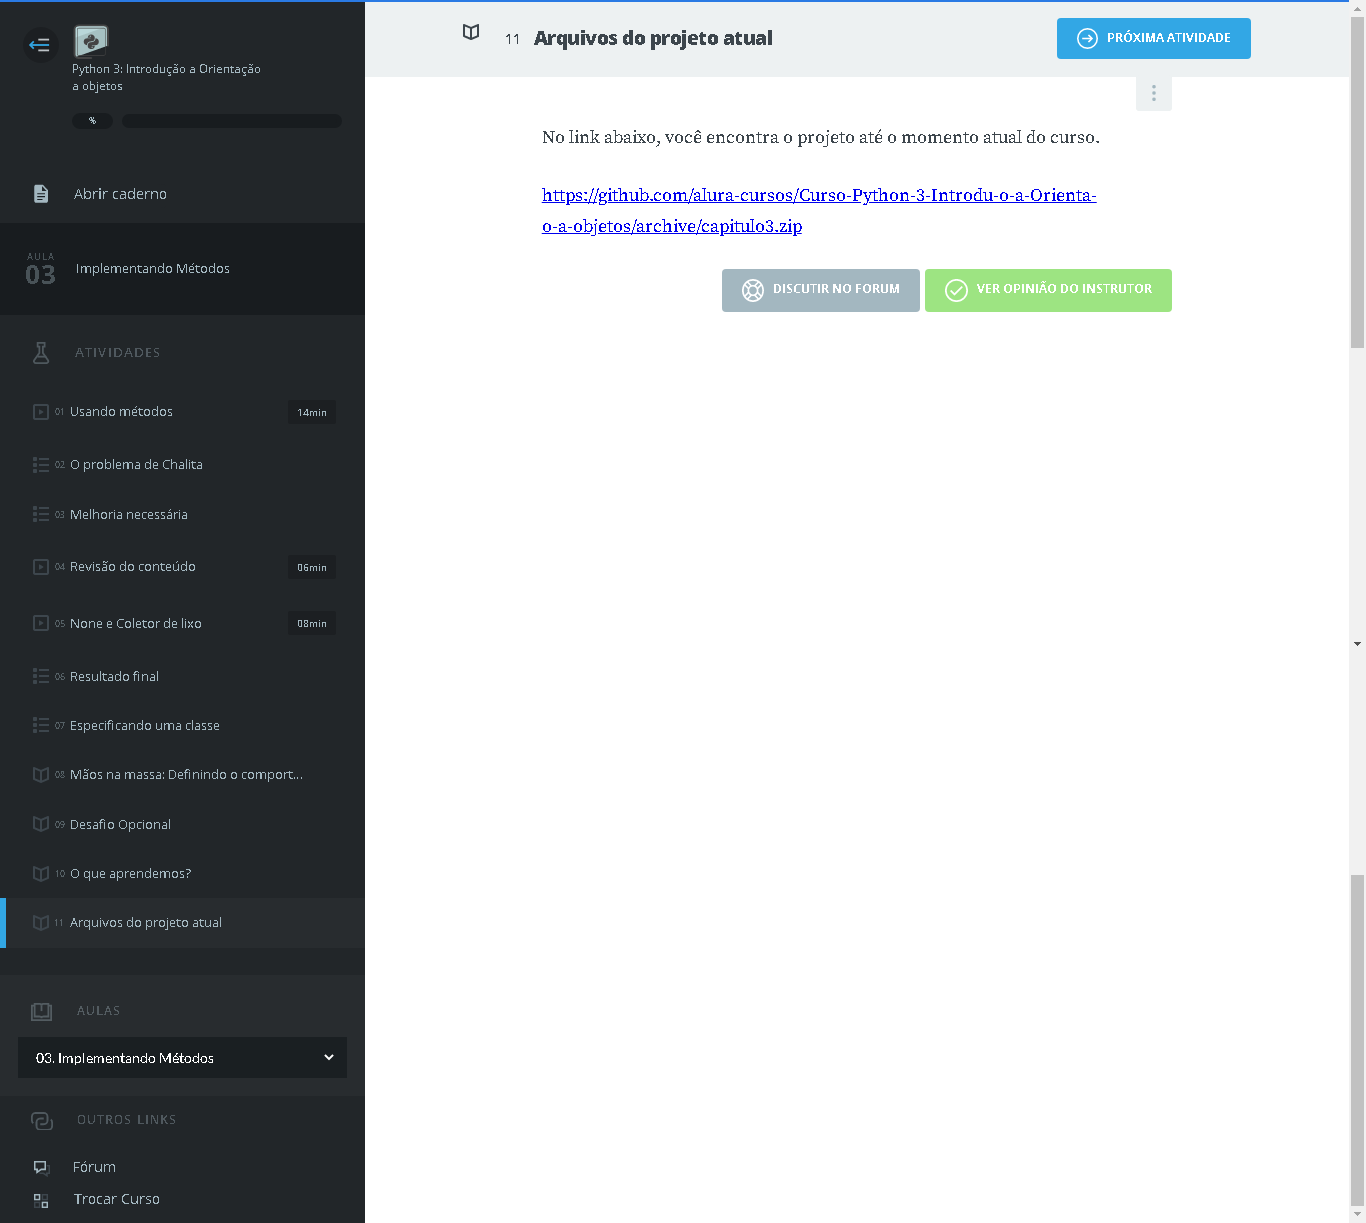 Python 3: Introdução a Orientação
a objetos
%
Abrir caderno
AULA
03
Implementando Métodos
ATIVIDADES
01 Usando métodos 14min
02 O problema de Chalita
03 Melhoria necessária
04 Revisão do conteúdo 06min
05 None e Coletor de lixo 08min
06 Resultado final
07 Especificando uma classe
08 Mãos na massa: Definindo o comport...
09 Desafio Opcional
10 O que aprendemos?
11 Arquivos do projeto atual
AULAS
03. Implementando Métodos
OUTROS LINKS
Fórum
Trocar Curso
11 Arquivos do projeto atual
PRÓXIMA ATIVIDADE
No link abaixo, você encontra o projeto até o momento atual do curso.
https://github.com/alura-cursos/Curso-Python-3-Introdu-o-a-Orienta-
o-a-objetos/archive/capitulo3.zip
DISCUTIR NO FORUM
VER OPINIÃO DO INSTRUTOR